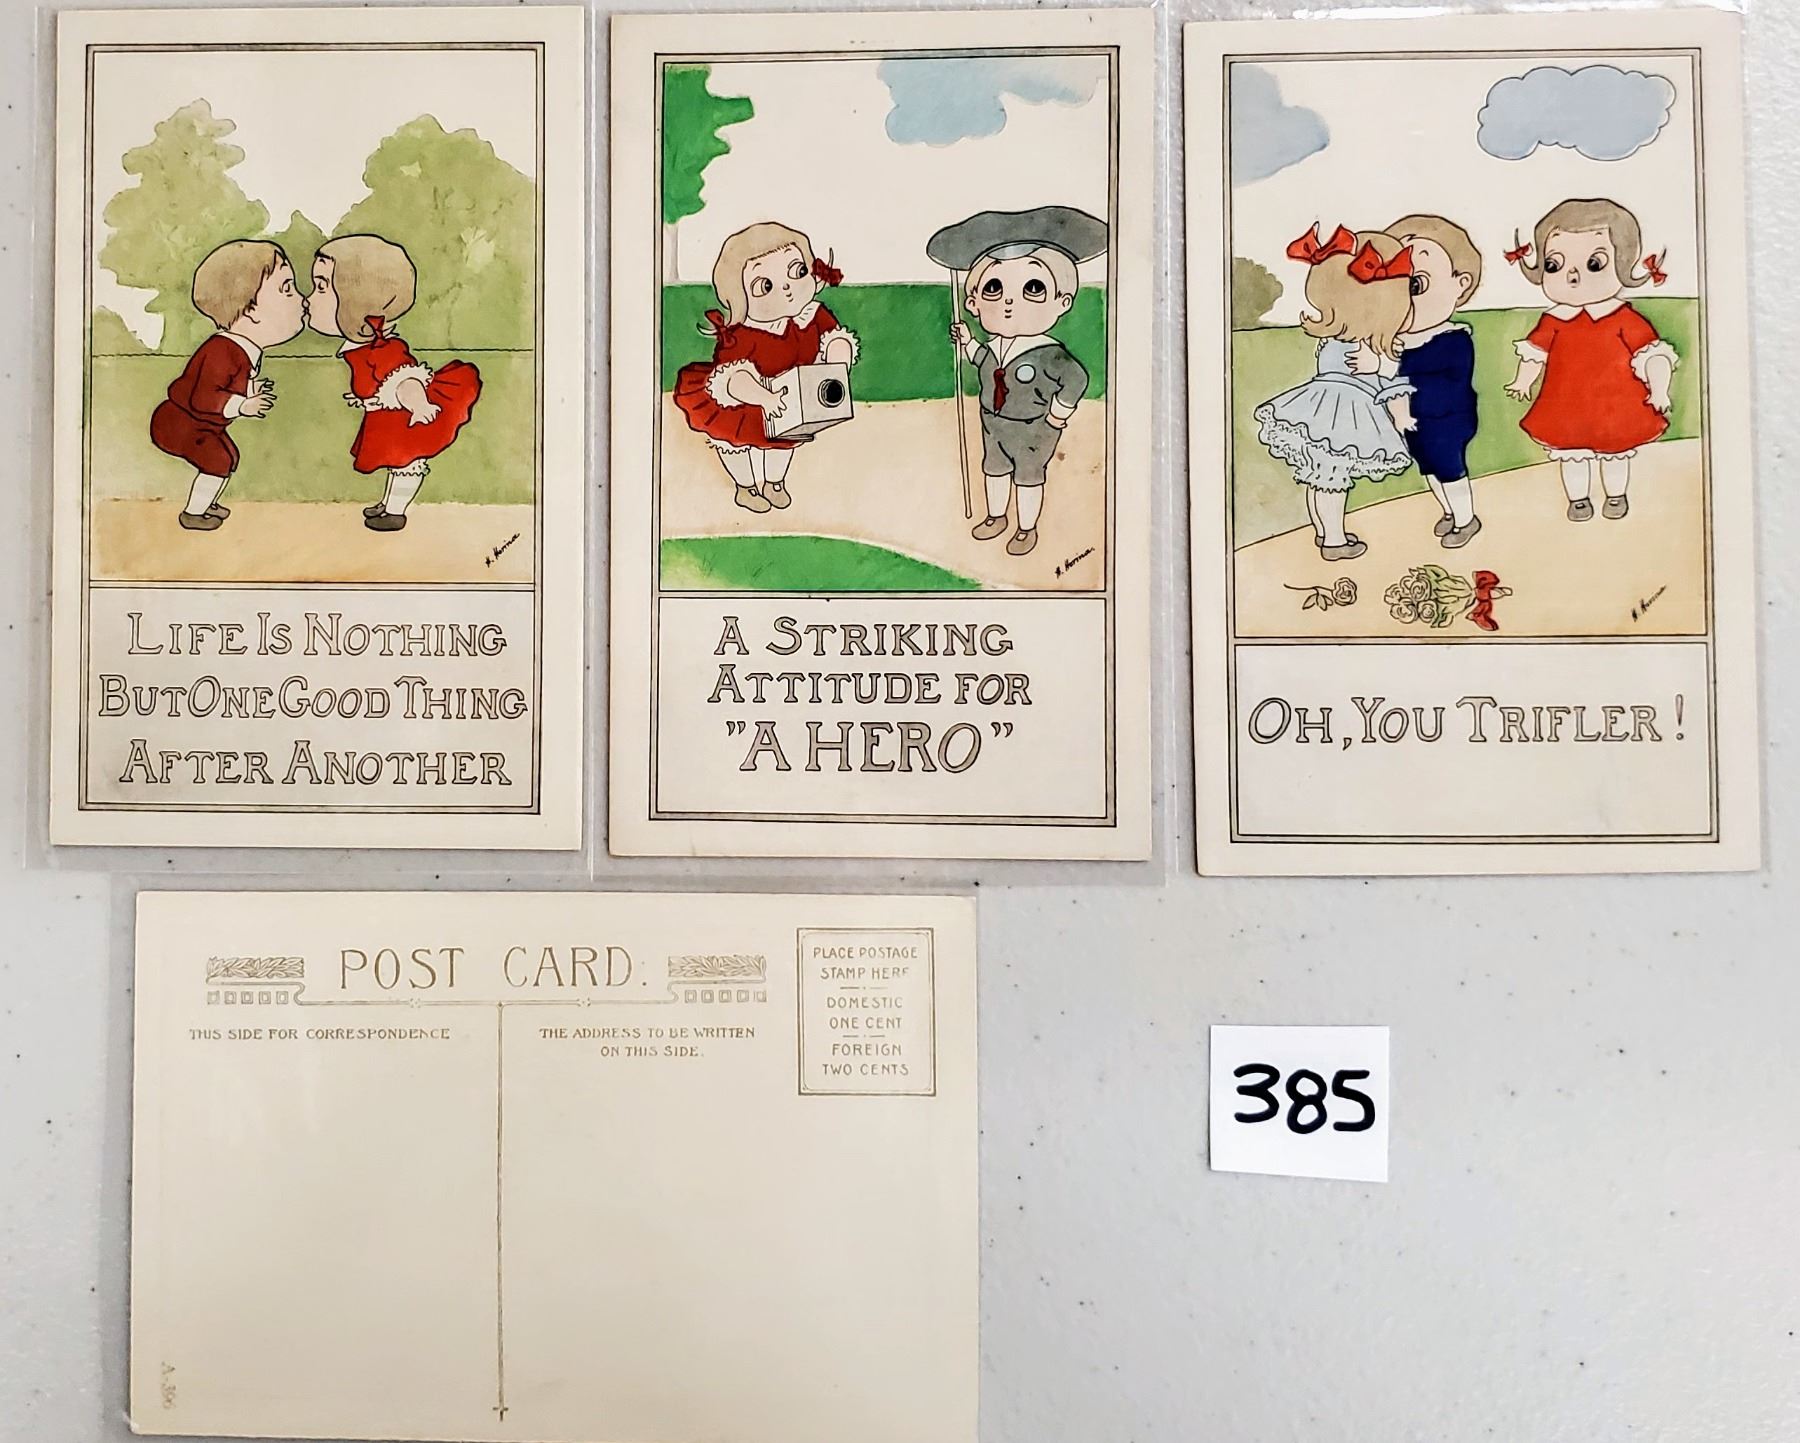 LIFE IS NOTHING
BUT ONE GOOD THING
AFTER ANOTHER
A STRIKING
ATTITUDE FOR
"A HERO"
OH, YOU TRIFLER!
POST CARD.
THIS SIDE FOR CORRESPONDENCE
THE ADDRESS TO BE WRITTEN
ON THIS SIDE.
PLACE POSTAGE
STAMP HERE
DOMESTIC
ONE CENT
FOREIGN
TWO CENTS
385